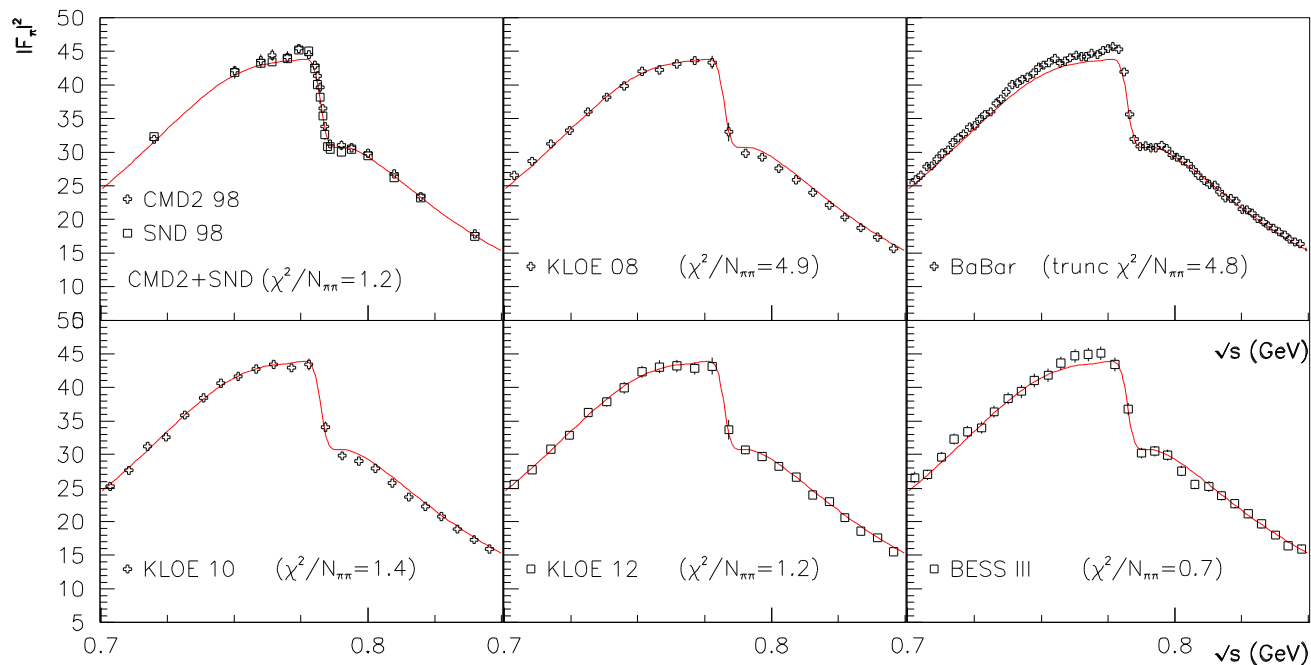 |F_π|²
50
45
40
35
30
25
20
15
10
50
5
CMD2 98
SND 98
CMD2+SND (χ²/N_ππ=1.2)
KLOE 08 (χ²/N_ππ=4.9)
BaBar (trunc χ²/N_ππ=4.8)
√s (GeV)
45
40
35
30
25
20
15
10
5
KLOE 10 (χ²/N_ππ=1.4)
KLOE 12 (χ²/N_ππ=1.2)
BESS III (χ²/N_ππ=0.7)
0.7 0.8 0.7 0.8 0.7 0.8
√s (GeV)